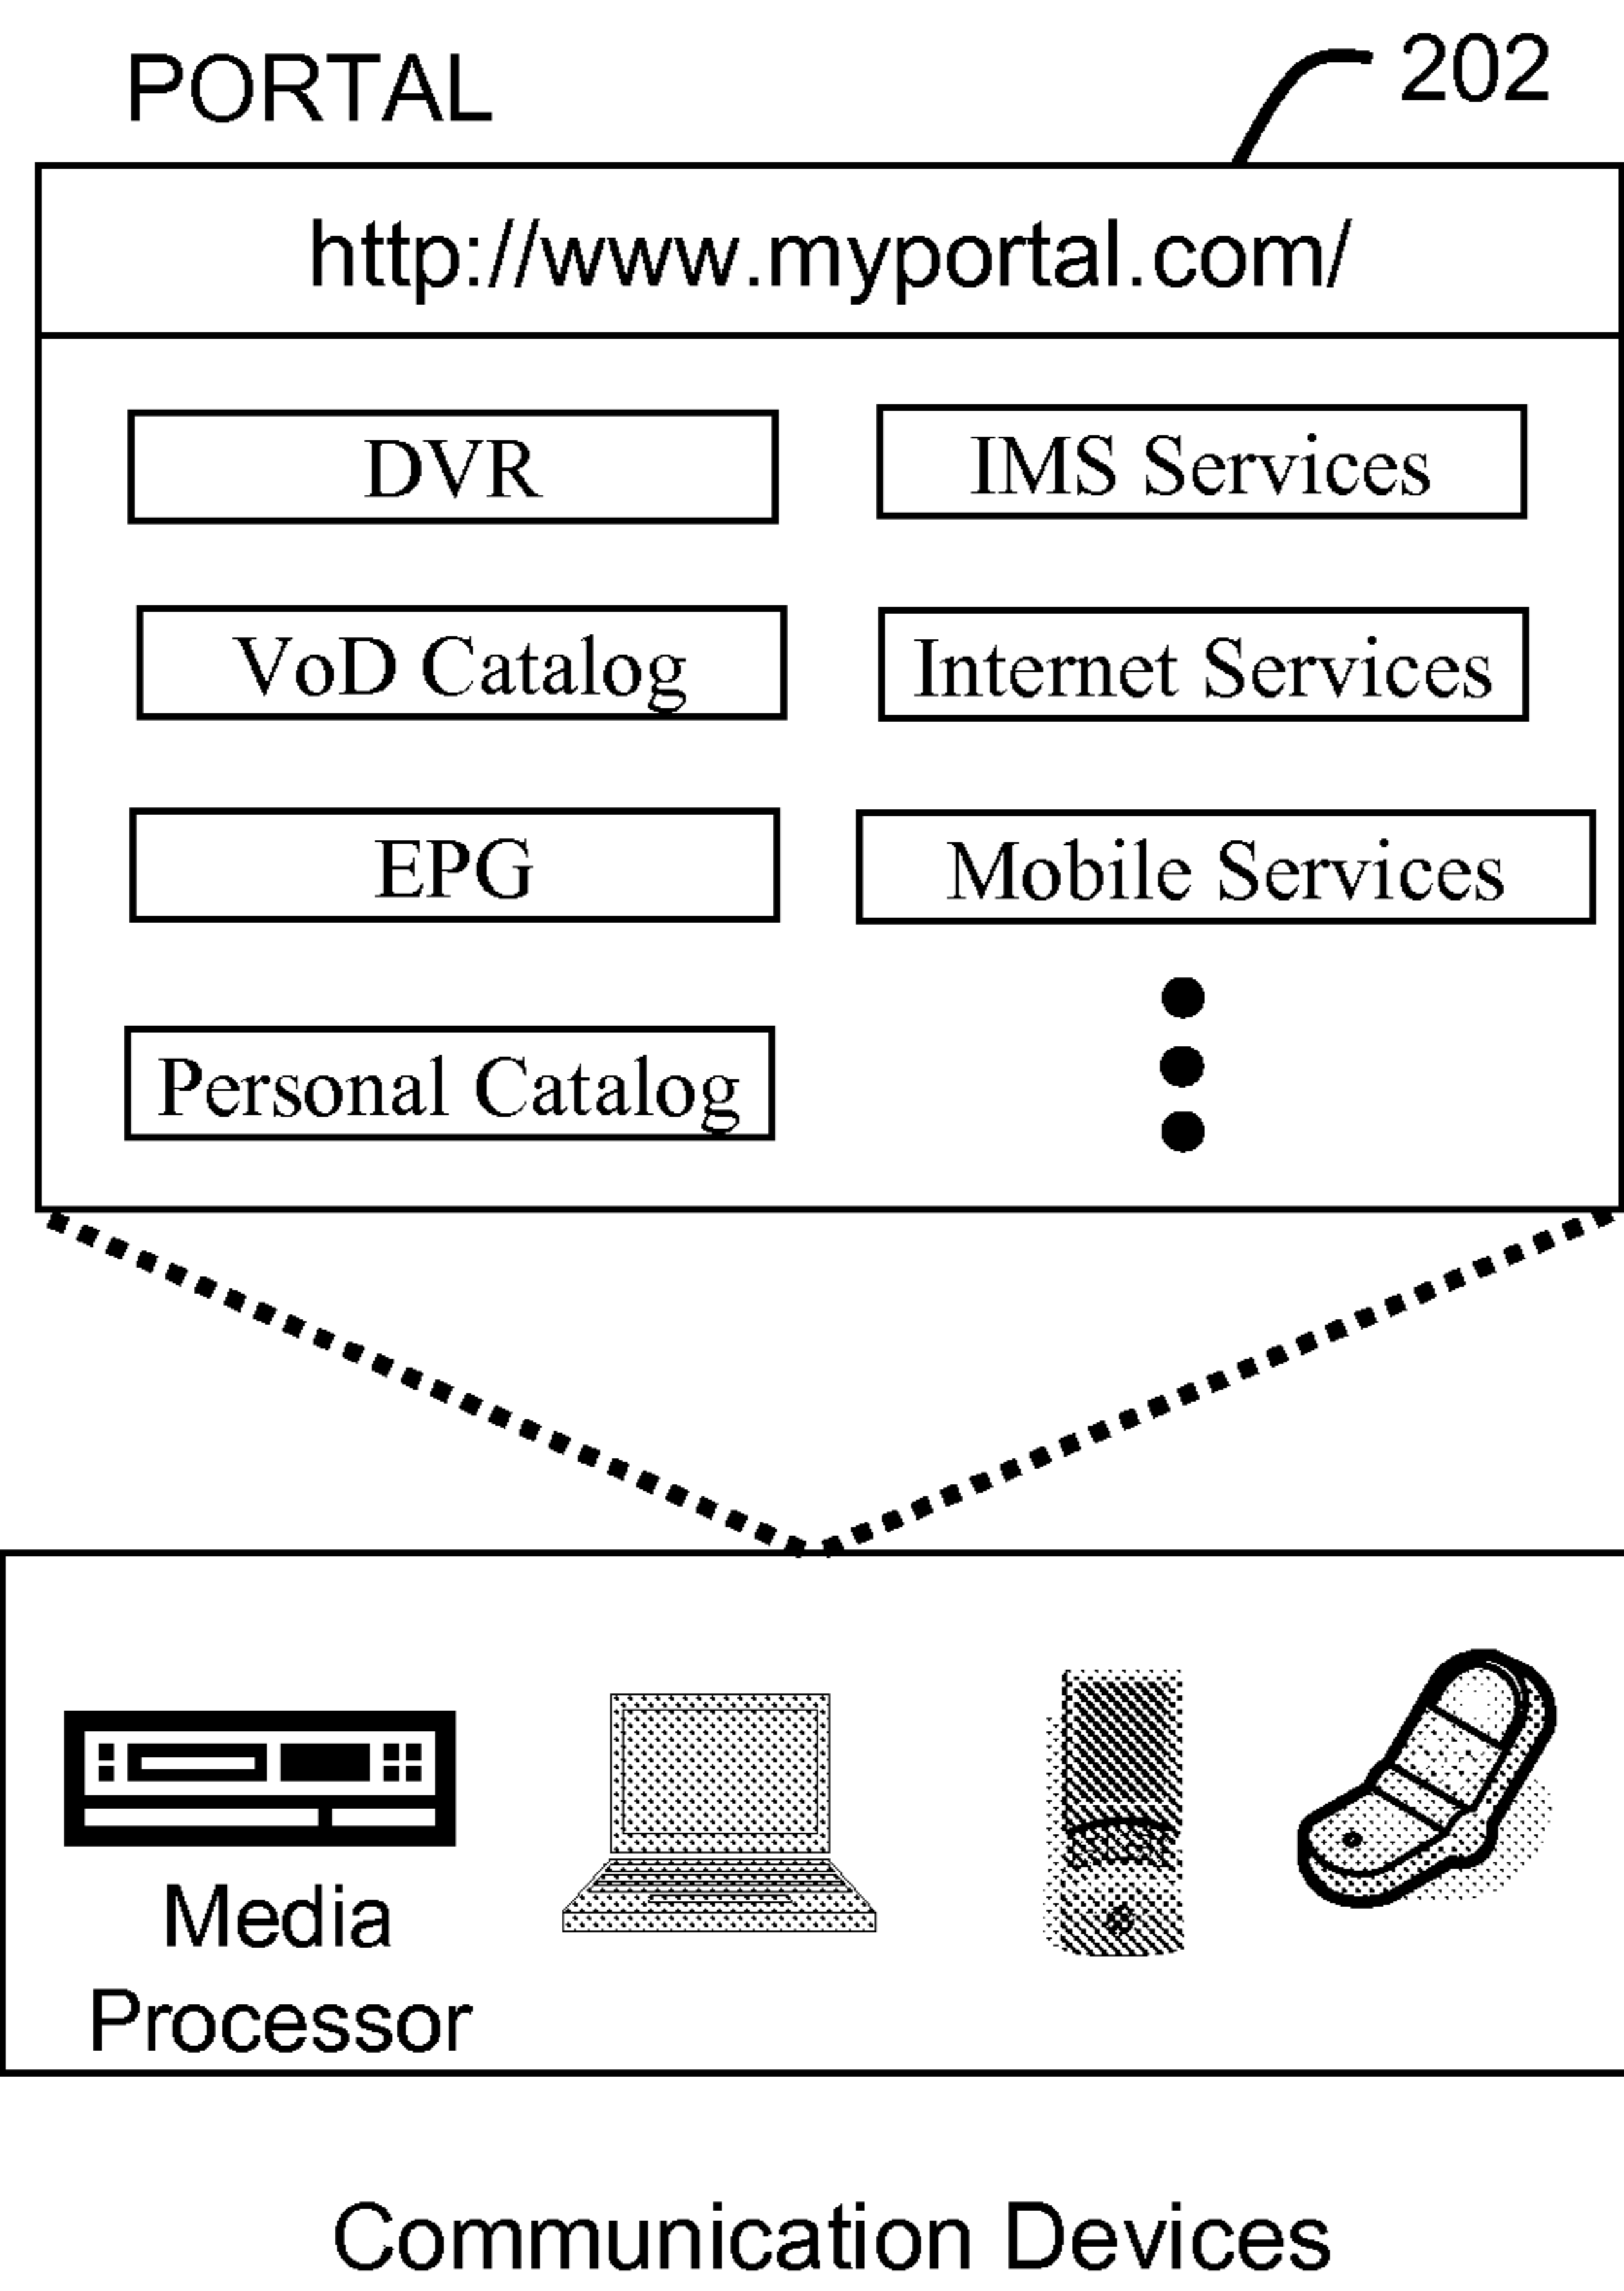 PORTAL
202
http://www.myportal.com/
DVR
IMS Services
VoD Catalog
Internet Services
EPG
Mobile Services
Personal Catalog
Media
Processor
Communication Devices